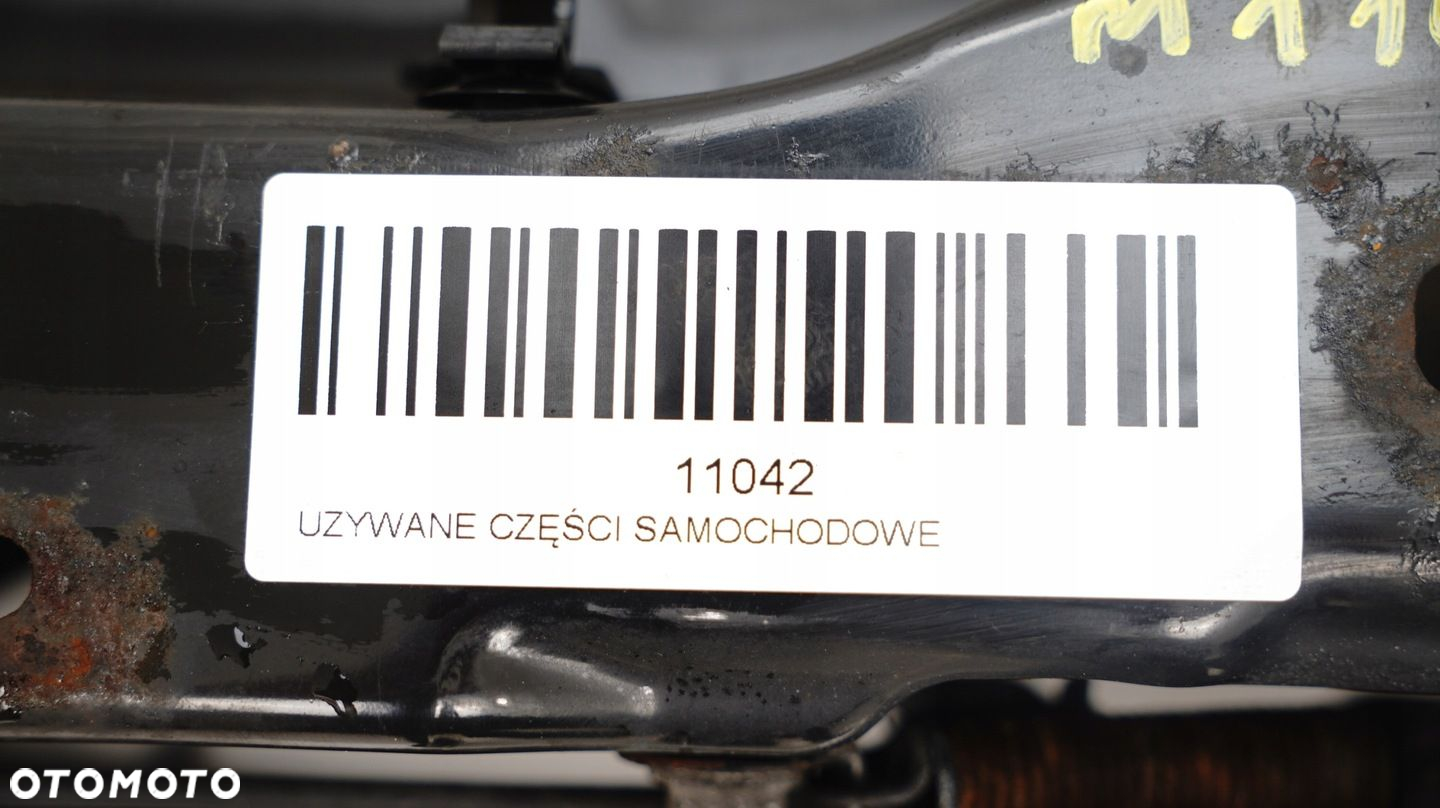 11042
UZYWANE CZĘŚCI SAMOCHODOWE
OTOMOTO